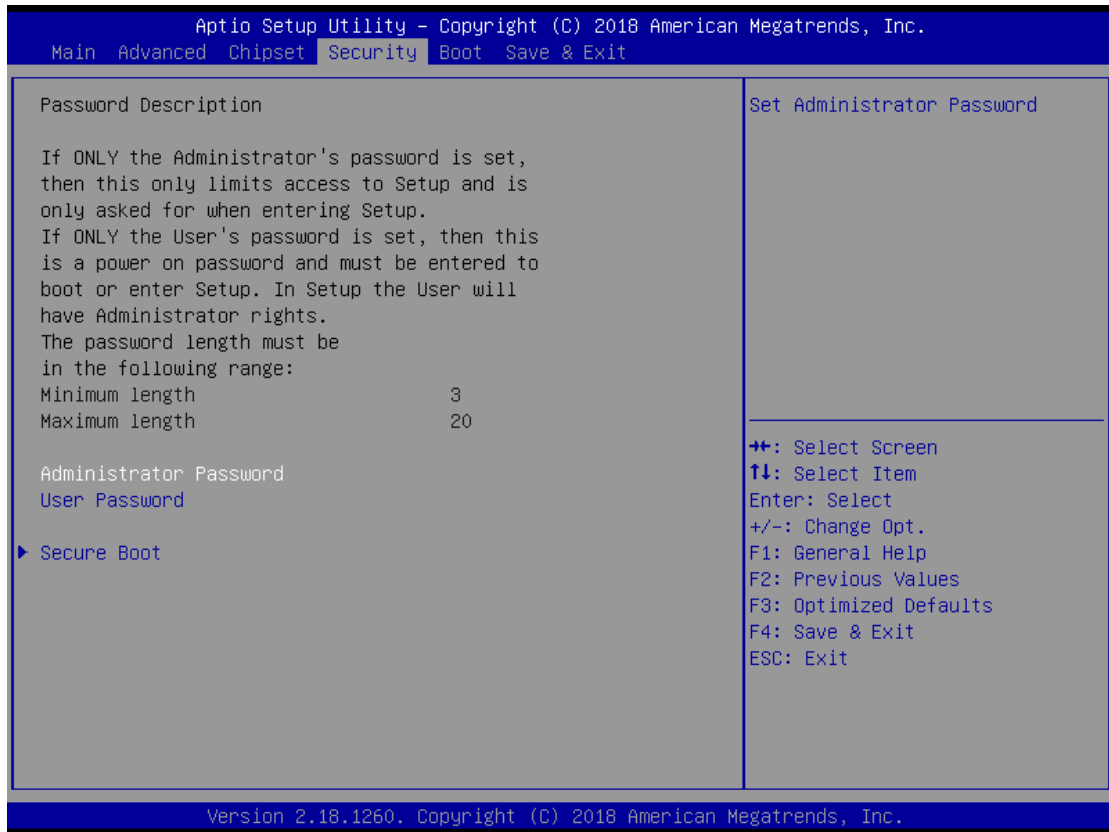 Aptio Setup Utility – Copyright (C) 2018 American Megatrends, Inc.
Main Advanced Chipset Security Boot Save & Exit
Password Description
If ONLY the Administrator's password is set,
then this only limits access to Setup and is
only asked for when entering Setup.
If ONLY the User's password is set, then this
is a power on password and must be entered to
boot or enter Setup. In Setup the User will
have Administrator rights.
The password length must be
in the following range:
Minimum length 3
Maximum length 20
Administrator Password
User Password
▶ Secure Boot
Set Administrator Password
→←: Select Screen
↑↓: Select Item
Enter: Select
+/-: Change Opt.
F1: General Help
F2: Previous Values
F3: Optimized Defaults
F4: Save & Exit
ESC: Exit
Version 2.18.1260. Copyright (C) 2018 American Megatrends, Inc.